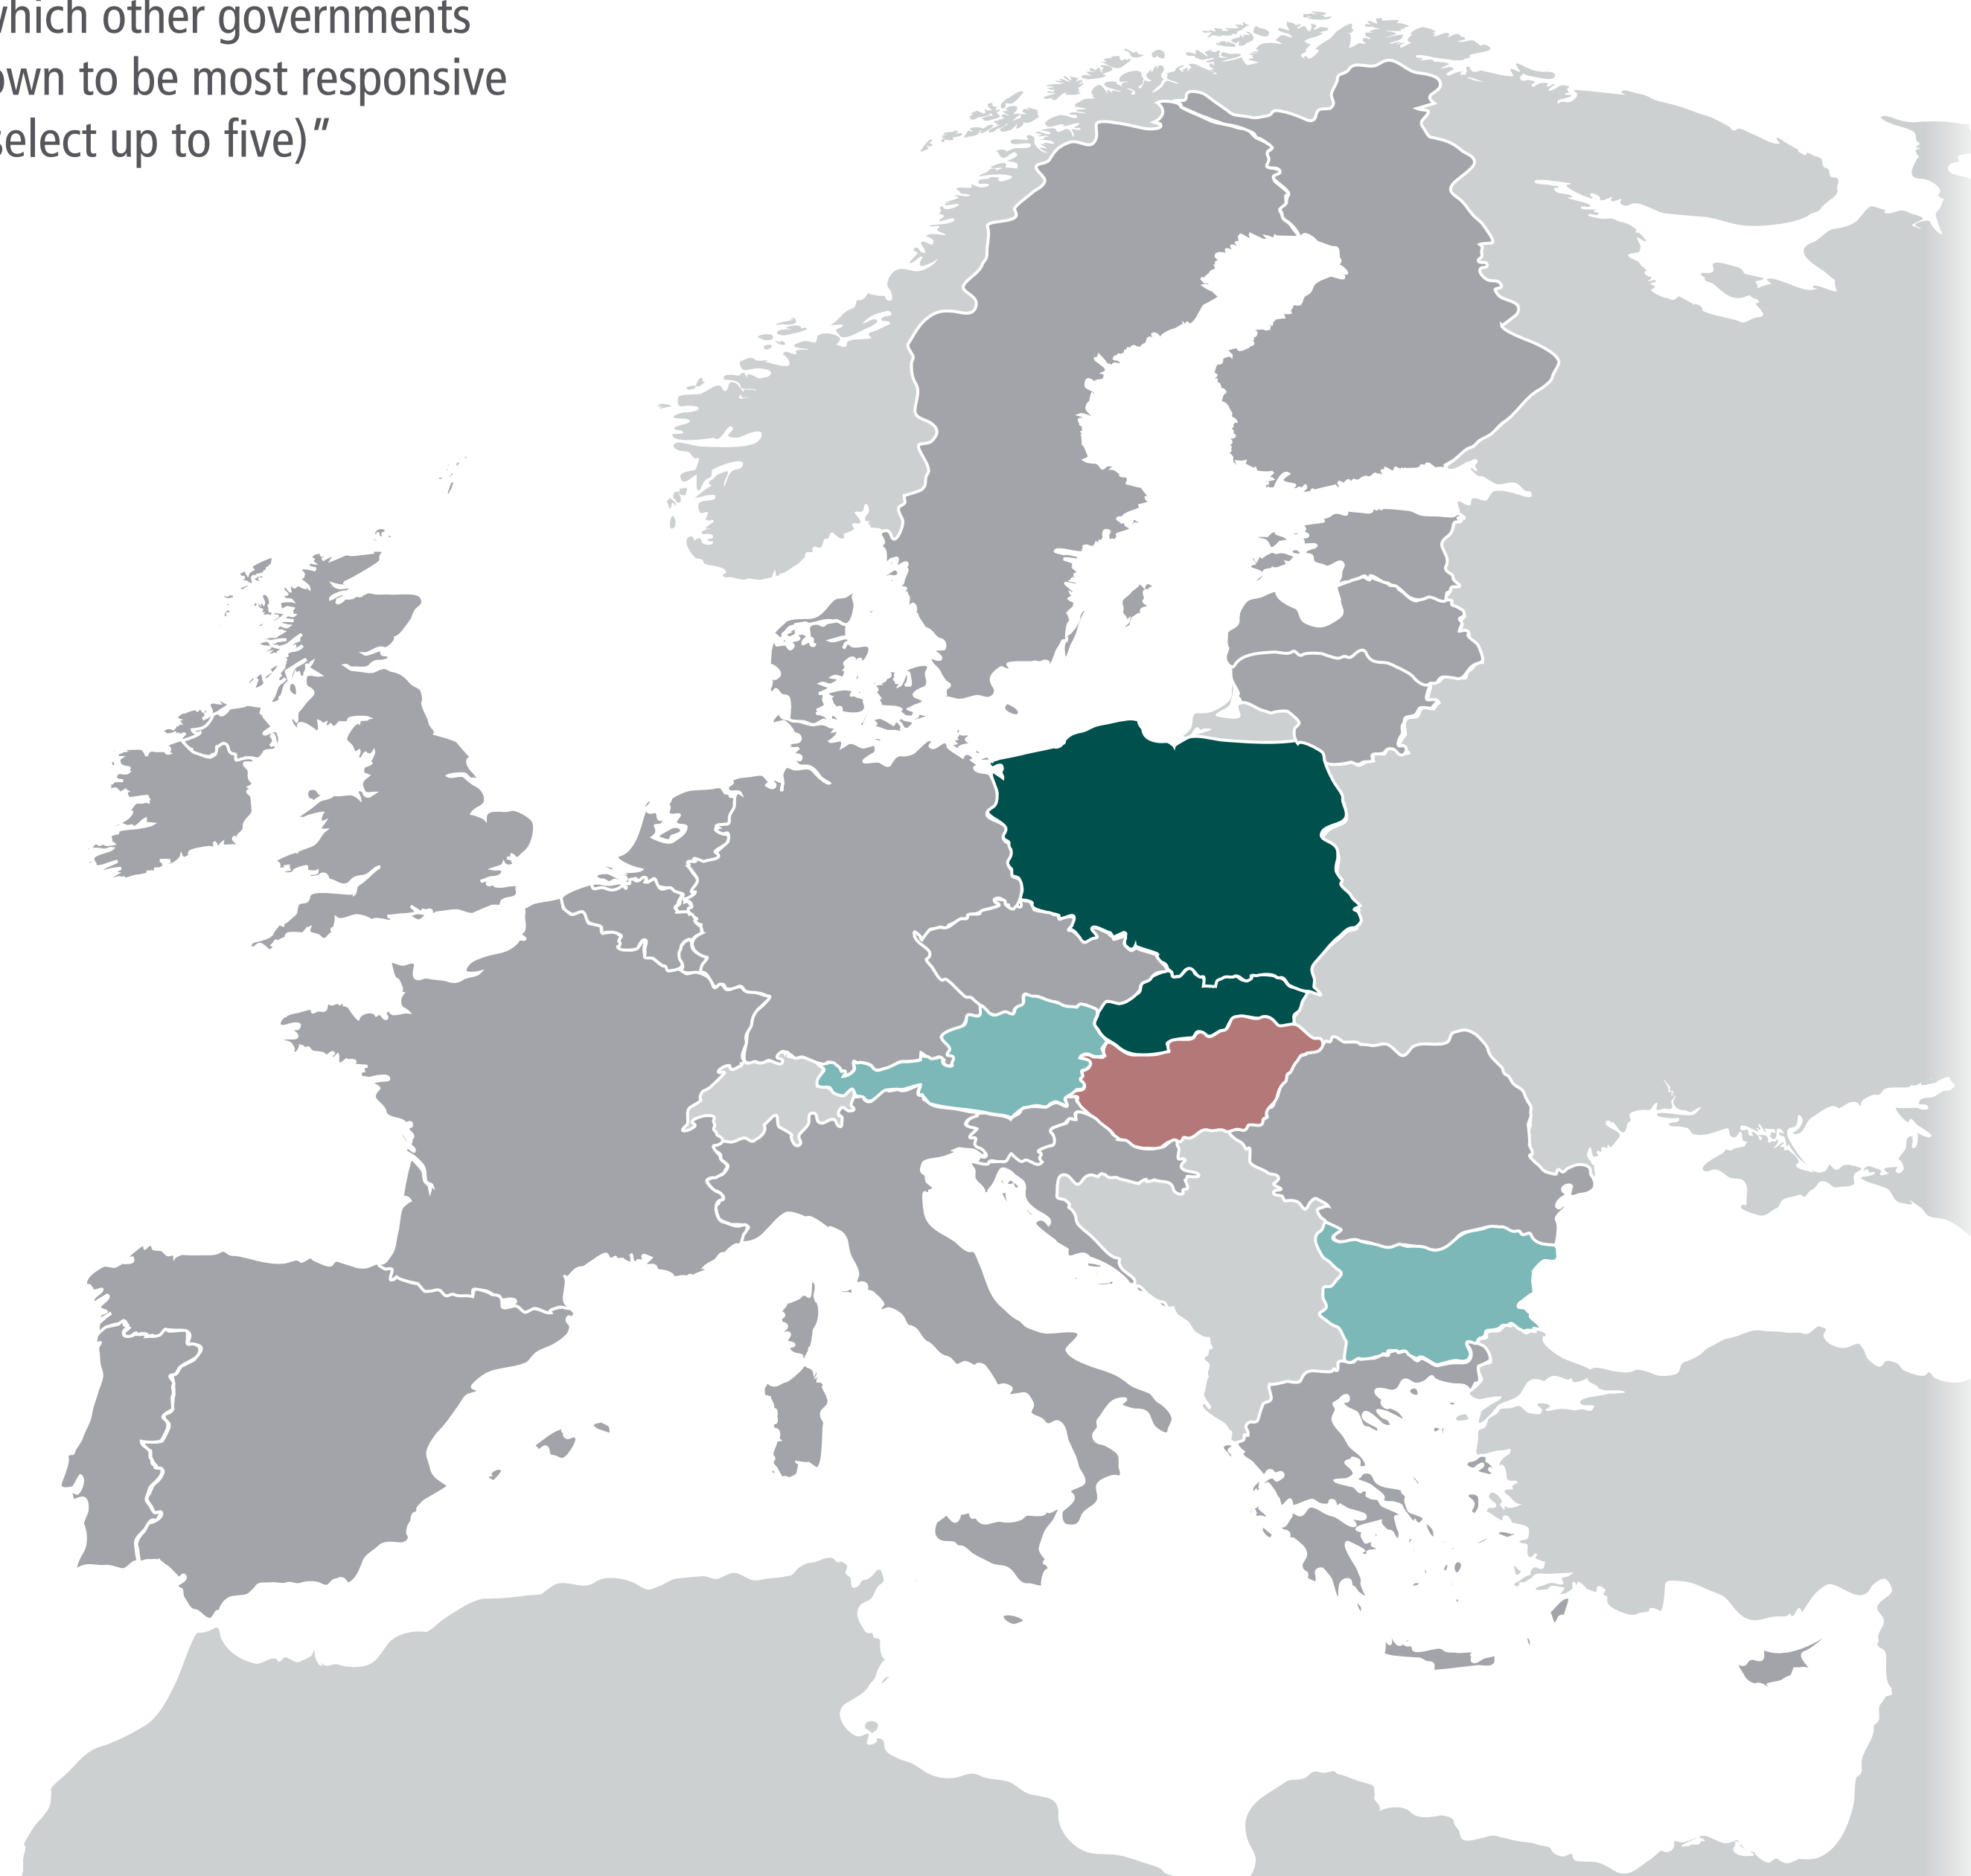 which other governments
own to be most responsive
select up to five)”